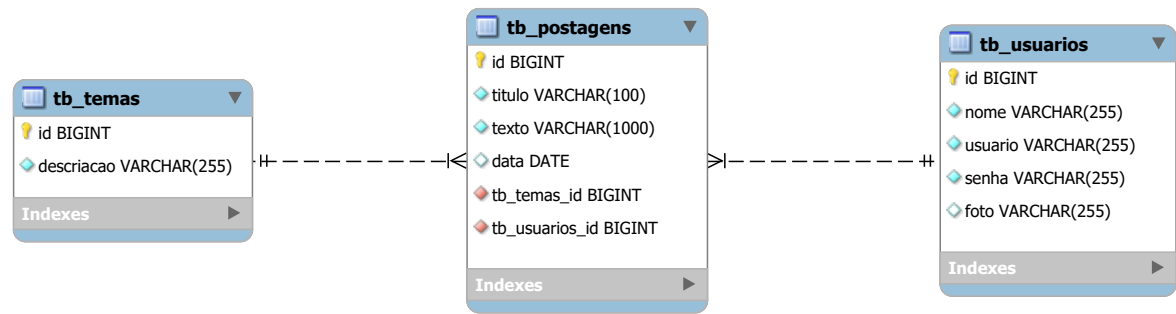 tb_temas
id BIGINT
descriacao VARCHAR(255)
Indexes
tb_postagens
id BIGINT
titulo VARCHAR(100)
texto VARCHAR(1000)
data DATE
tb_temas_id BIGINT
tb_usuarios_id BIGINT
Indexes
tb_usuarios
id BIGINT
nome VARCHAR(255)
usuario VARCHAR(255)
senha VARCHAR(255)
foto VARCHAR(255)
Indexes